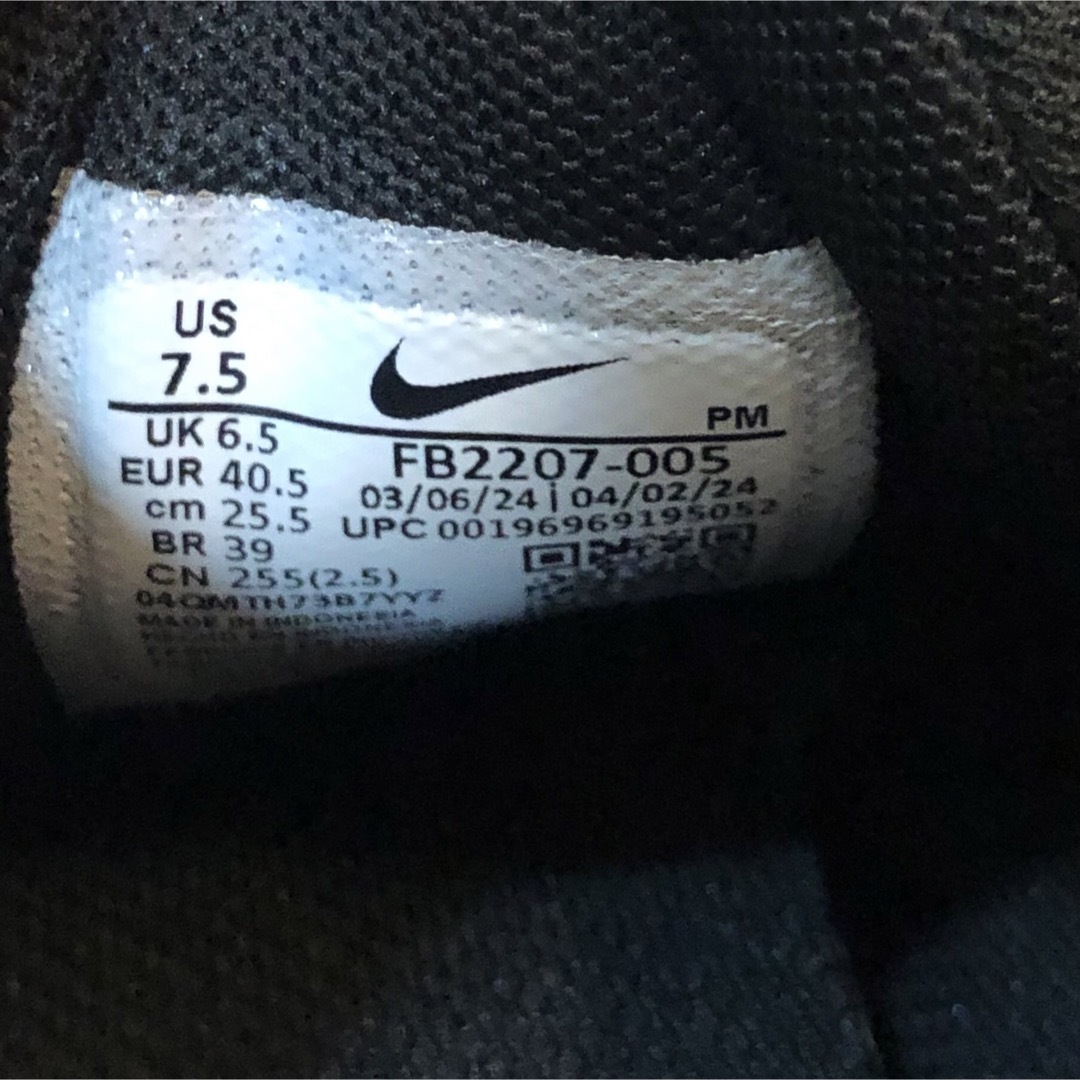 US
7.5
PM
UK 6.5
EUR 40.5
cm 25.5
BR 39
CN 255(2.5)
FB2207-005
03/06/24 | 04/02/24
UPC 00196969195052
04QMTH73B7YYZ
MADE IN INDONESIA